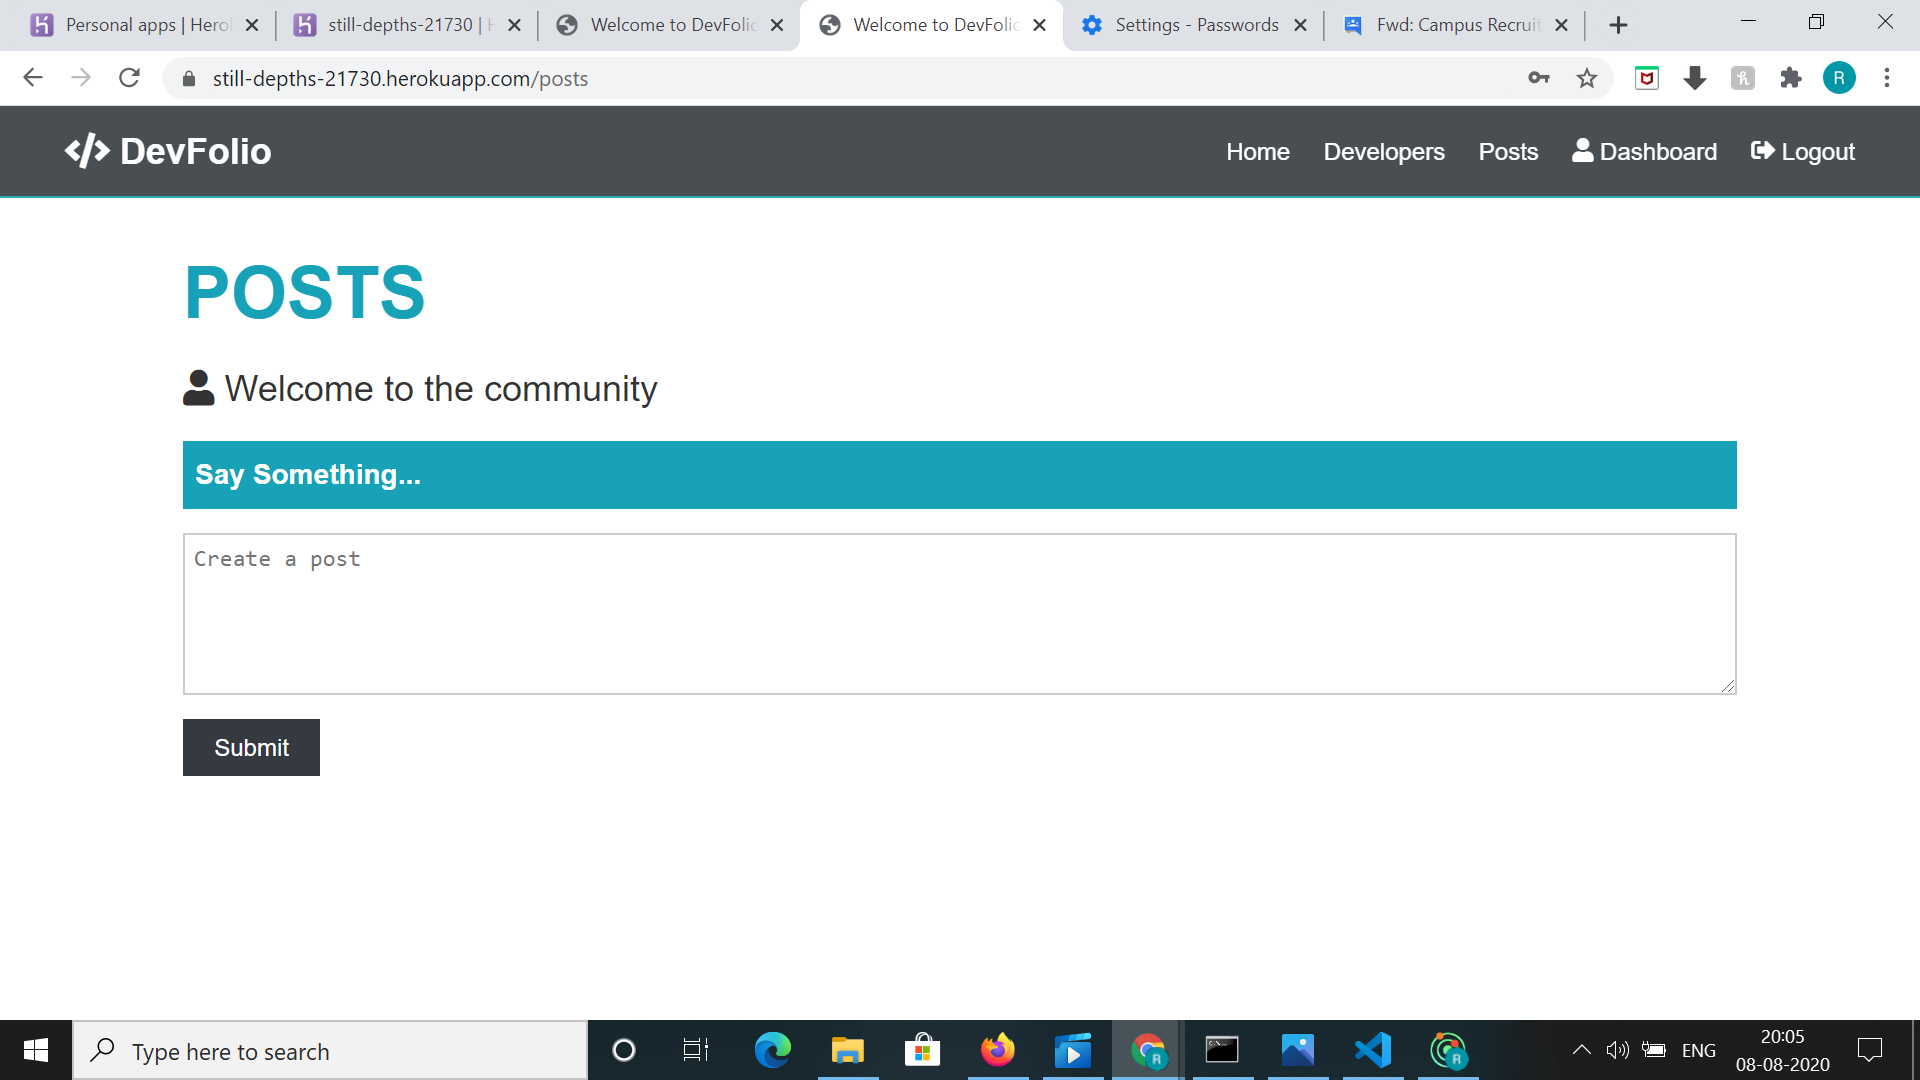 Personal apps | Hero
still-depths-21730 | H
Welcome to DevFolio
Welcome to DevFolio
Settings - Passwords
Fwd: Campus Recruit
still-depths-21730.herokuapp.com/posts
R
</> DevFolio
Home
Developers
Posts
Dashboard
Logout
POSTS
Welcome to the community
Say Something...
Create a post
Submit
Type here to search
ENG
20:05
08-08-2020